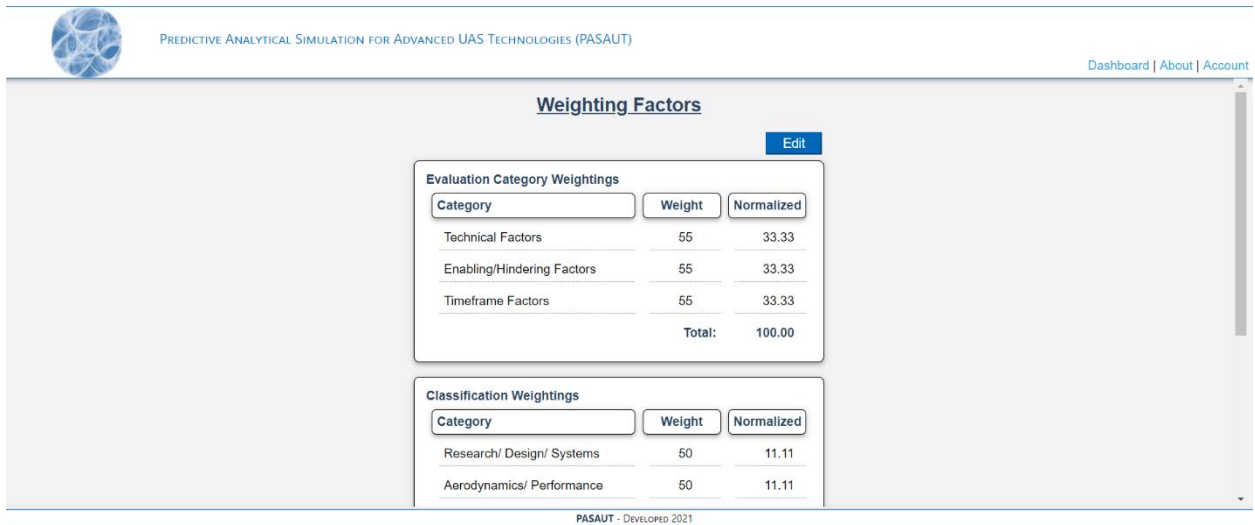 PREDICTIVE ANALYTICAL SIMULATION FOR ADVANCED UAS TECHNOLOGIES (PASAUT)
Dashboard | About | Account
Weighting Factors
Edit
Evaluation Category Weightings
Category Weight Normalized
Technical Factors 55 33.33
Enabling/Hindering Factors 55 33.33
Timeframe Factors 55 33.33
Total: 100.00
Classification Weightings
Category Weight Normalized
Research/ Design/ Systems 50 11.11
Aerodynamics/ Performance 50 11.11
PASAUT - DEVELOPED 2021